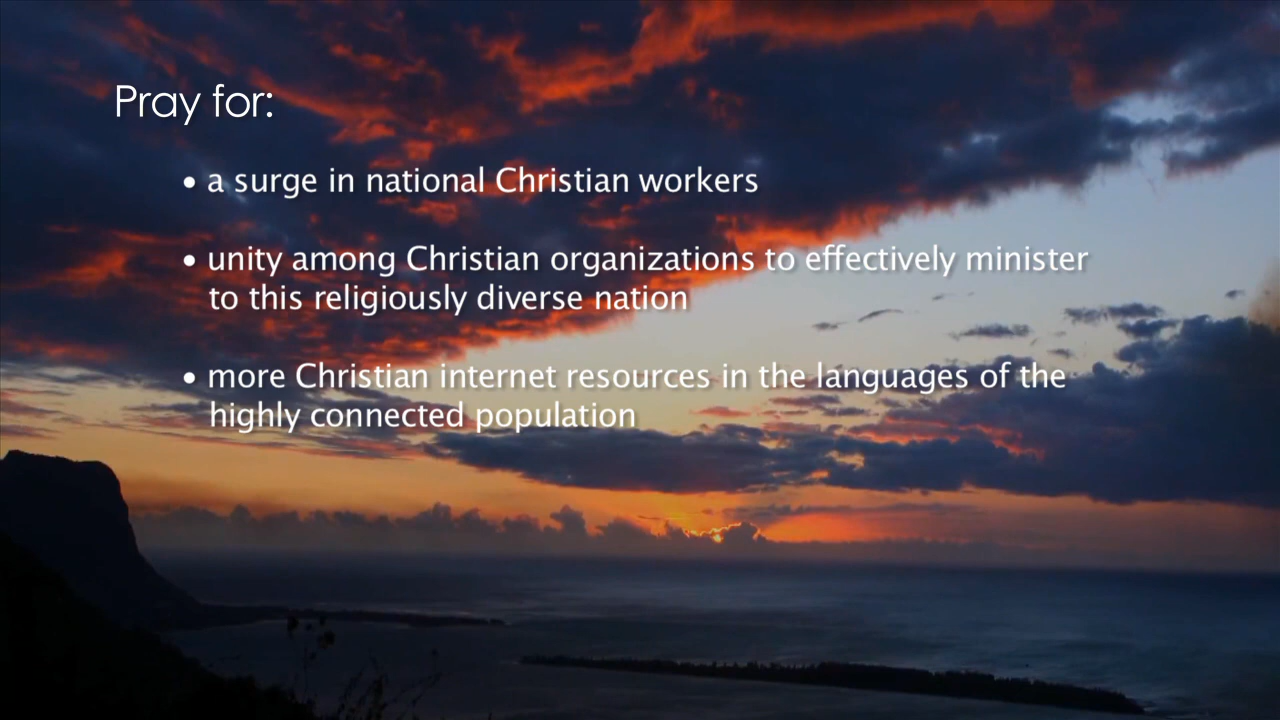 Pray for:
• a surge in national Christian workers
• unity among Christian organizations to effectively minister
to this religiously diverse nation
• more Christian internet resources in the languages of the
highly connected population